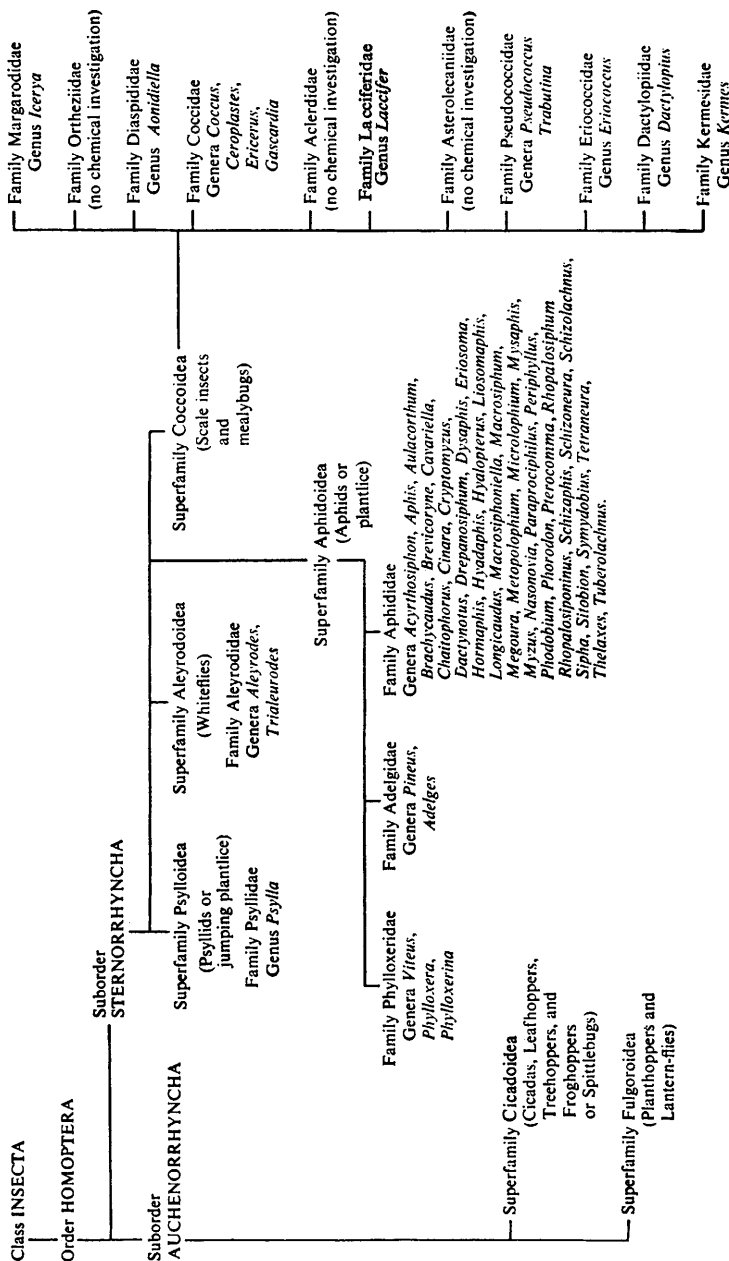 Class INSECTA
Order HOMOPTERA
Suborder
AUCHENORRHYNCHA
Superfamily Cicadoidea
(Cicadas, Leafhoppers,
Treehoppers, and
Froghoppers
or Spittlebugs)
Superfamily Fulgoroidea
(Planthoppers and
Lantern-flies)
Suborder
STERNORRHYNCHA
Superfamily Psylloidea
(Psyllids or
jumping plantlice)
Family Psyllidae
Genus Psylla
Superfamily Aleyrodoidea
(Whiteflies)
Family Aleyrodidae
Genera Aleyrodes,
Trialeurodes
Superfamily Aphidoidea
(Aphids or
plantlice)
Family Phylloxeridae
Genera Viteus,
Phylloxera,
Phylloxerina
Family Adelgidae
Genera Pineus,
Adelges
Family Aphididae
Genera Acyrthosiphon, Aphis, Aulacorthum,
Brachycaudus, Brevicoryne, Cavariella,
Chaitophorus, Cinara, Cryptomyzus,
Dactynotus, Drepanosiphum, Dysaphis, Eriosoma,
Hormaphis, Hyadaphis, Hyalopterus, Liosomaphis,
Longicaudus, Macrosiphoniella, Macrosiphum,
Megoura, Metopolophium, Microlophium, Mysaphis,
Myzus, Nasonovia, Paraprociphilus, Periphyllus,
Phodobium, Phorodon, Pterocomma, Rhopalosiphum
Rhopalosiponinus, Schizaphis, Schizoneura, Schizolachnus,
Sipha, Sitobion, Symydobius, Tetraneura,
Thelaxes, Tuberolachnus.
Superfamily Coccoidea
(Scale insects
and
mealybugs)
Family Margarodidae
Genus Icerya
Family Ortheziidae
(no chemical investigation)
Family Diaspididae
Genus Aonidiella
Family Coccidae
Genera Coccus,
Ceroplastes,
Ericerus,
Gascardia
Family Aclerdidae
(no chemical investigation)
Family Lacciferidae
Genus Laccifer
Family Asterolecaniidae
(no chemical investigation)
Family Pseudococcidae
Genera Pseudococcus
Trabutina
Family Eriococcidae
Genus Eriococcus
Family Dactylopiidae
Genus Dactylopius
Family Kermesidae
Genus Kermes